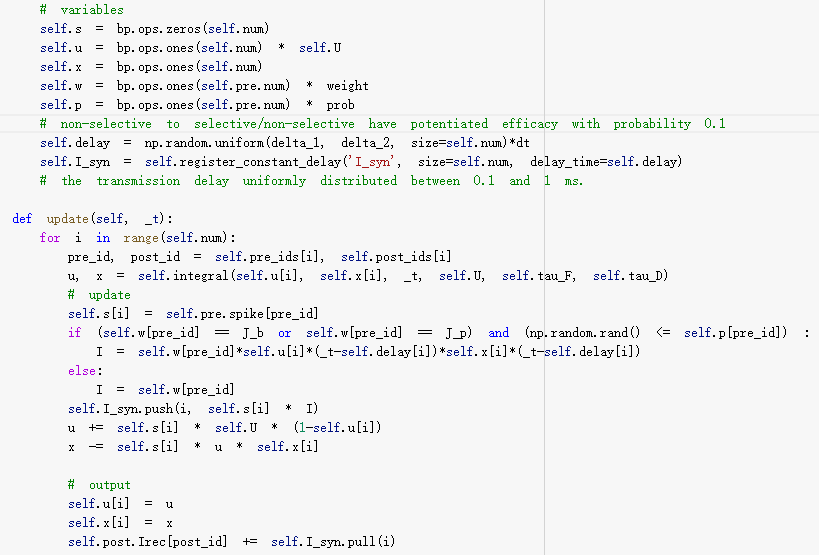 # variables
self.s = bp.ops.zeros(self.num)
self.u = bp.ops.ones(self.num) * self.U
self.x = bp.ops.ones(self.num)
self.w = bp.ops.ones(self.pre.num) * weight
self.p = bp.ops.ones(self.pre.num) * prob
# non-selective to selective/non-selective have potentiated efficacy with probability 0.1
self.delay = np.random.uniform(delta_1, delta_2, size=self.num)*dt
self.I_syn = self.register_constant_delay('I_syn', size=self.num, delay_time=self.delay)
# the transmission delay uniformly distributed between 0.1 and 1 ms.
def update(self, _t):
for i in range(self.num):
pre_id, post_id = self.pre_ids[i], self.post_ids[i]
u, x = self.integral(self.u[i], self.x[i], _t, self.U, self.tau_F, self.tau_D)
# update
self.s[i] = self.pre.spike[pre_id]
if (self.w[pre_id] == J_b or self.w[pre_id] == J_p) and (np.random.rand() <= self.p[pre_id]) :
I = self.w[pre_id]*self.u[i]*(_t-self.delay[i])*self.x[i]*(_t-self.delay[i])
else:
I = self.w[pre_id]
self.I_syn.push(i, self.s[i] * I)
u += self.s[i] * self.U * (1-self.u[i])
x -= self.s[i] * u * self.x[i]
# output
self.u[i] = u
self.x[i] = x
self.post.Irec[post_id] += self.I_syn.pull(i)